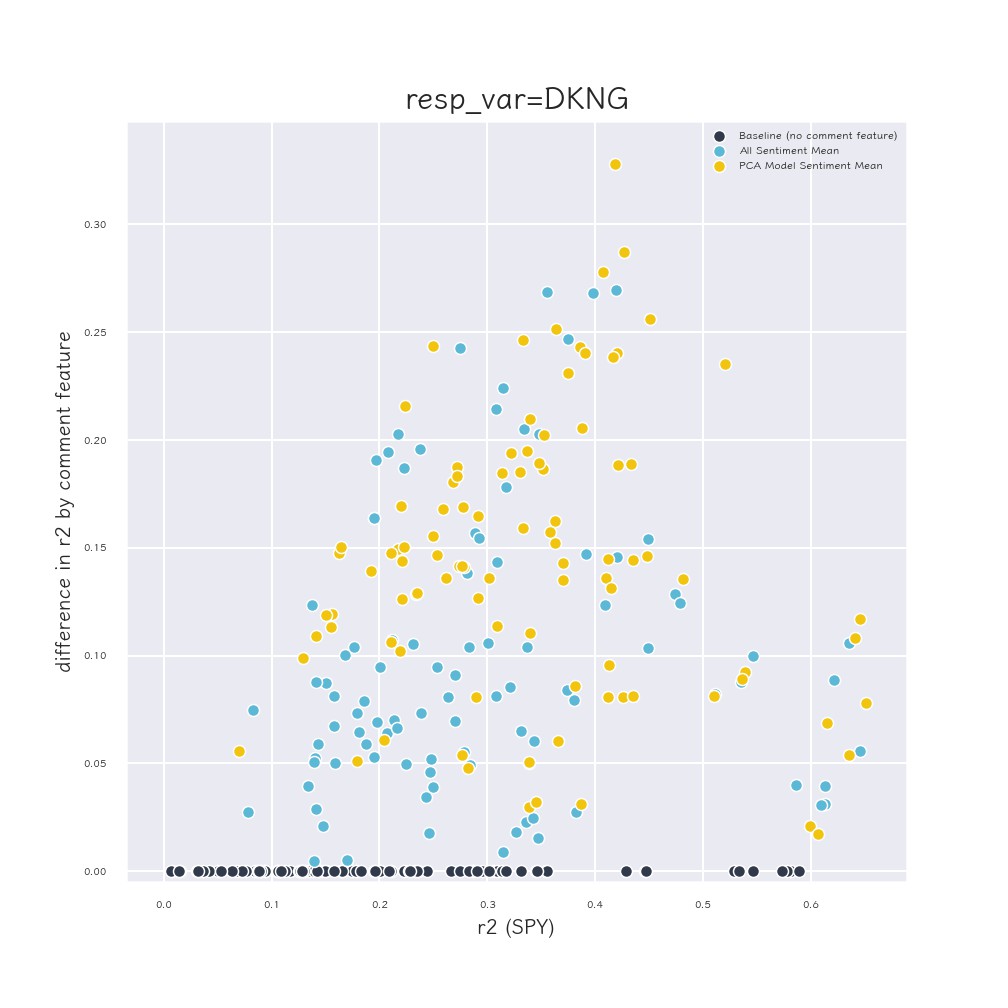 resp_var=DKNG
Baseline (no comment feature)
All Sentiment Mean
PCA Model Sentiment Mean
difference in r2 by comment feature
0.30
0.25
0.20
0.15
0.10
0.05
0.00
0.0 0.1 0.2 0.3 0.4 0.5 0.6
r2 (SPY)